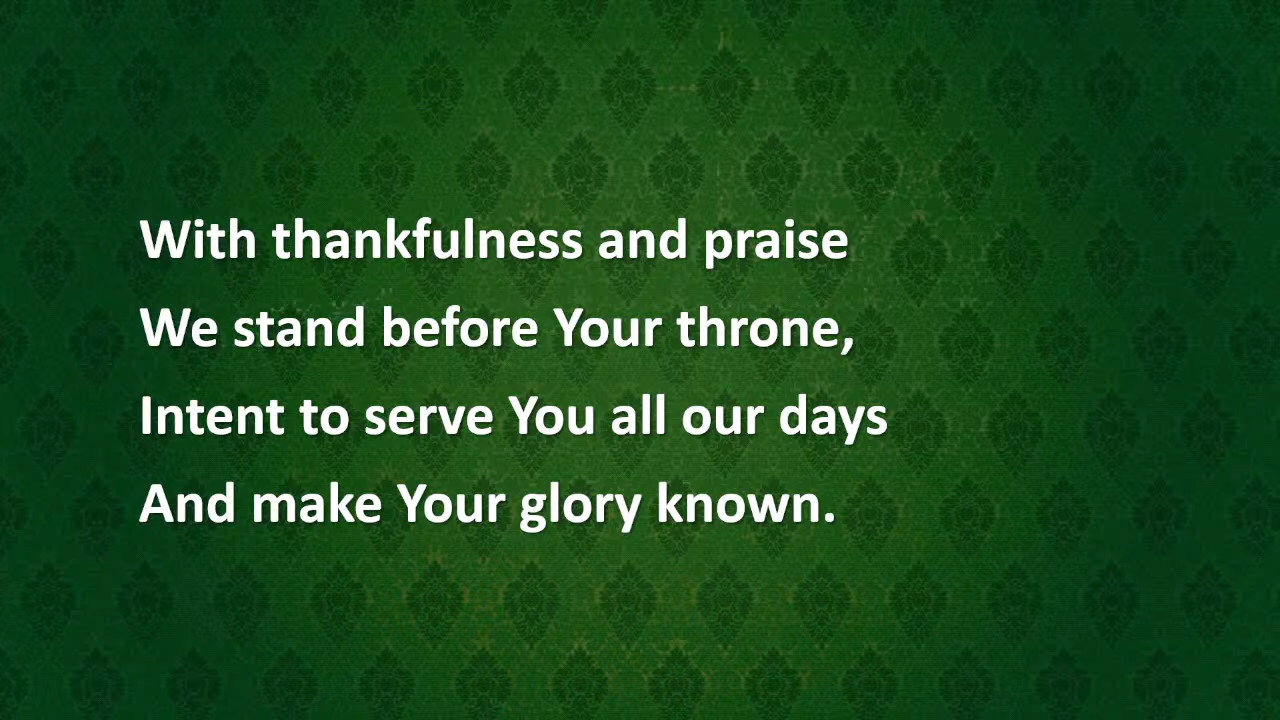 With thankfulness and praise
We stand before Your throne,
Intent to serve You all our days
And make Your glory known.